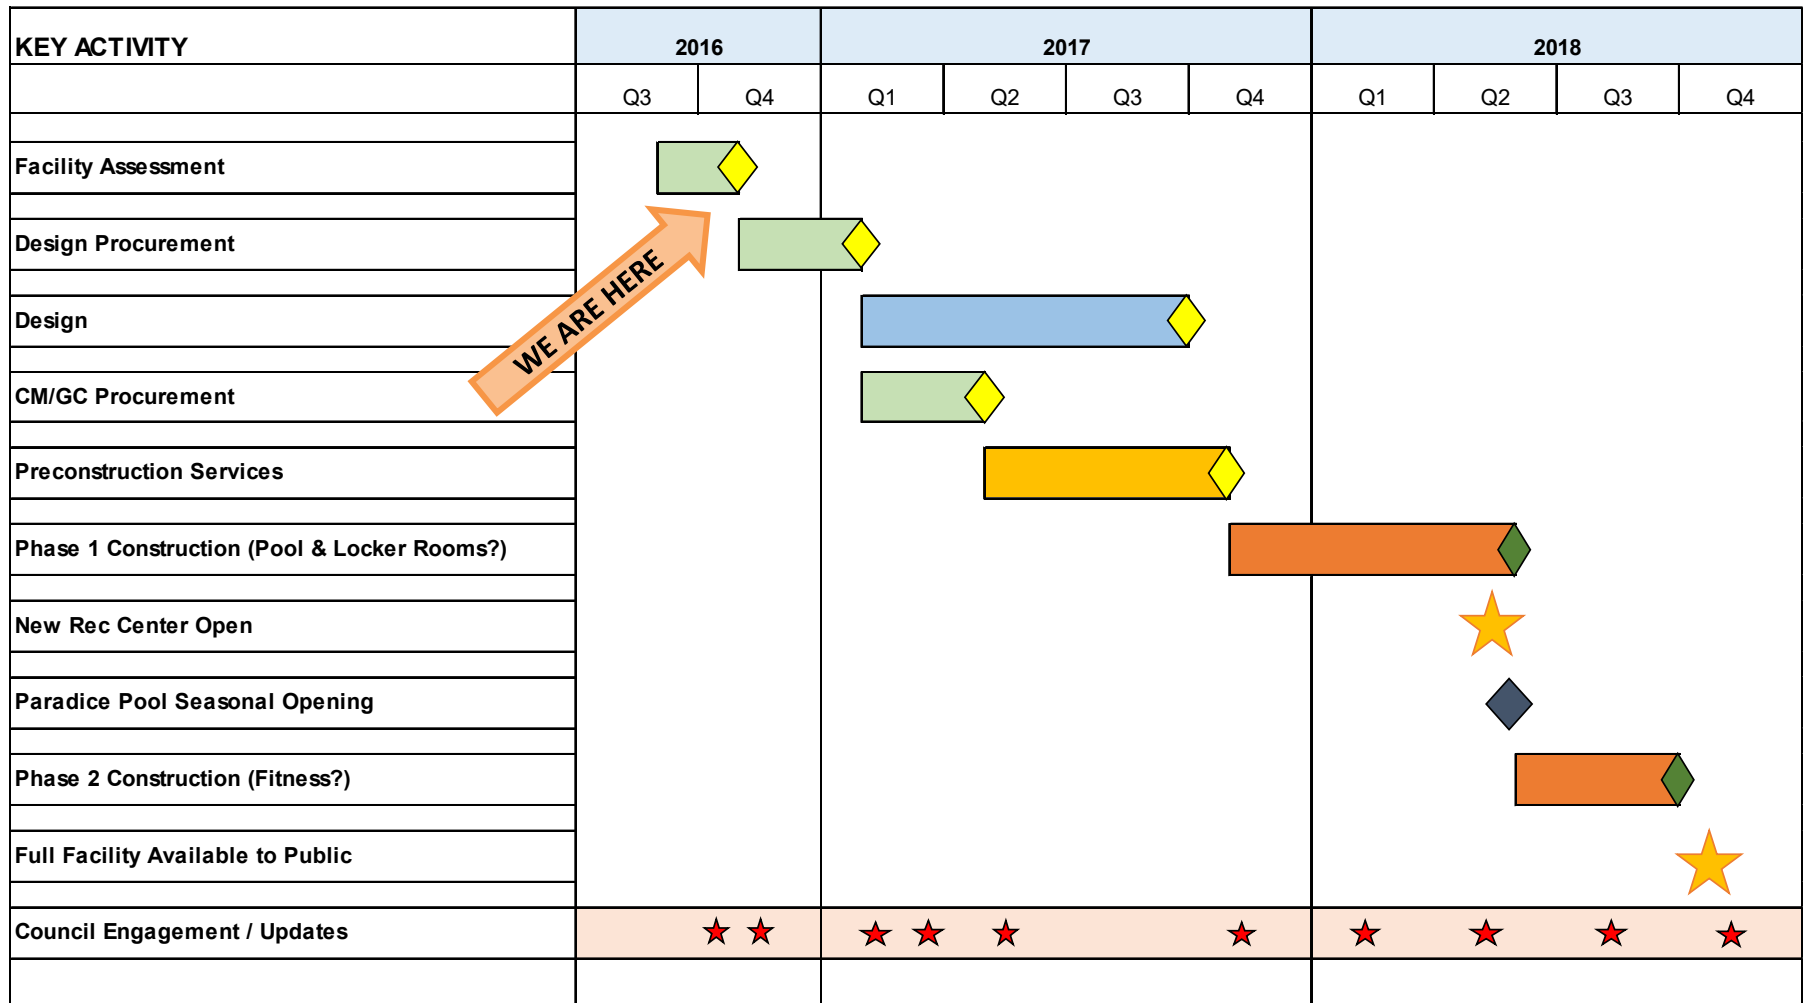 KEY ACTIVITY 2016 2017 2018
Q3 Q4 Q1 Q2 Q3 Q4 Q1 Q2 Q3 Q4
Facility Assessment
Design Procurement
WE ARE HERE
Design
CM/GC Procurement
Preconstruction Services
Phase 1 Construction (Pool & Locker Rooms?)
New Rec Center Open
Paradice Pool Seasonal Opening
Phase 2 Construction (Fitness?)
Full Facility Available to Public
Council Engagement / Updates